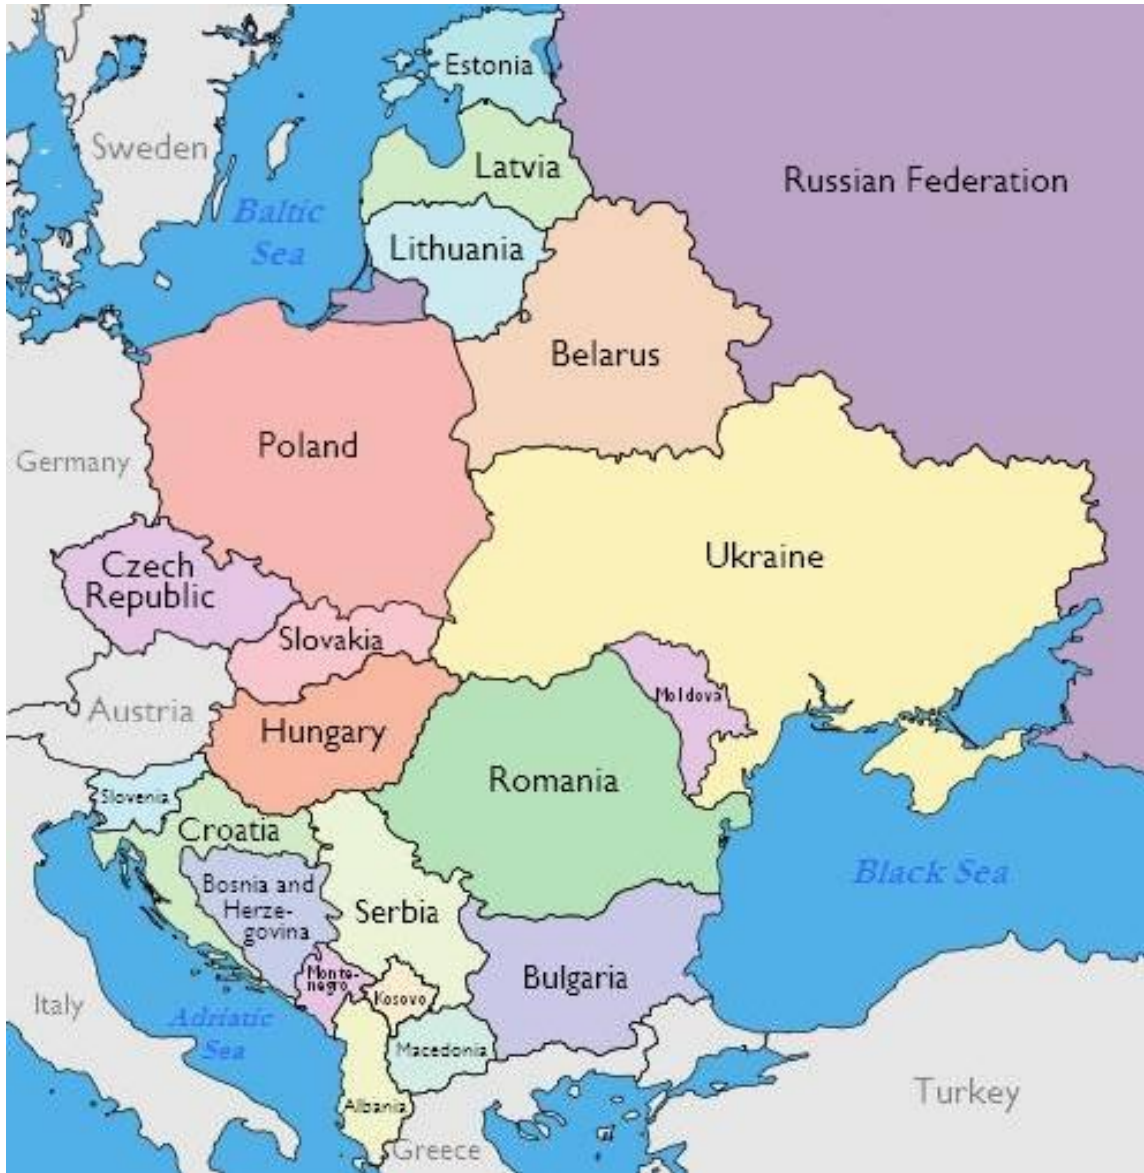 Estonia
Sweden
Latvia
Russian Federation
Baltic
Sea
Lithuania
Belarus
Poland
Germany
Ukraine
Czech
Republic
Slovakia
Moldova
Austria
Hungary
Romania
Slovenia
Croatia
Black Sea
Bosnia and
Herze-
govina
Serbia
Monte-
negro
Kosovo
Bulgaria
Italy
Adriatic
Sea
Macedonia
Turkey
Albania
Greece